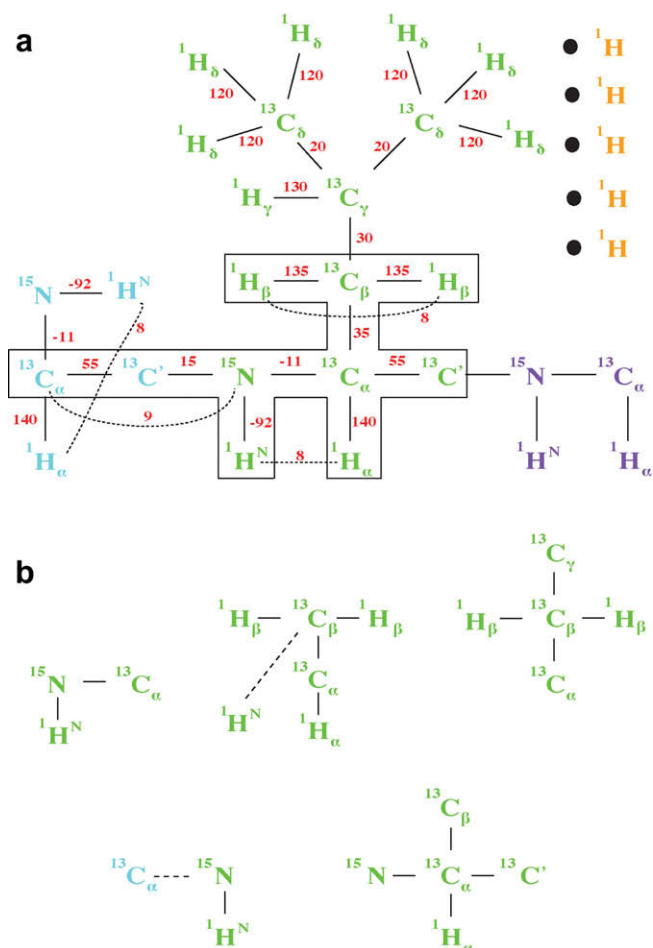 a
¹Hδ ¹Hδ ¹Hδ ¹Hδ ¹H
120 120 120 120 ¹H
¹Hδ 120 ¹³Cδ ¹³Cδ 120 ¹Hδ ¹H
20 20
¹Hγ 130 ¹³Cγ ¹H
30 ¹H
¹Hβ 135 ¹³Cβ 135 ¹Hβ
¹⁵N -92 ¹Hᴺ 8 8
-11 35
¹³Cα 55 ¹³C' 15 ¹⁵N -11 ¹³Cα 55 ¹³C' ¹⁵N ¹³Cα
140 9 -92 140
¹Hα ¹Hᴺ 8 ¹Hα ¹Hᴺ ¹Hα
b
¹³Cγ
¹Hβ ¹³Cβ ¹Hβ ¹Hβ ¹³Cβ ¹Hβ
¹⁵N ¹³Cα ¹³Cα ¹³Cα
¹Hᴺ ¹Hᴺ ¹Hα
¹³Cβ
¹³Cα ¹⁵N ¹⁵N ¹³Cα ¹³C'
¹Hᴺ ¹Hα